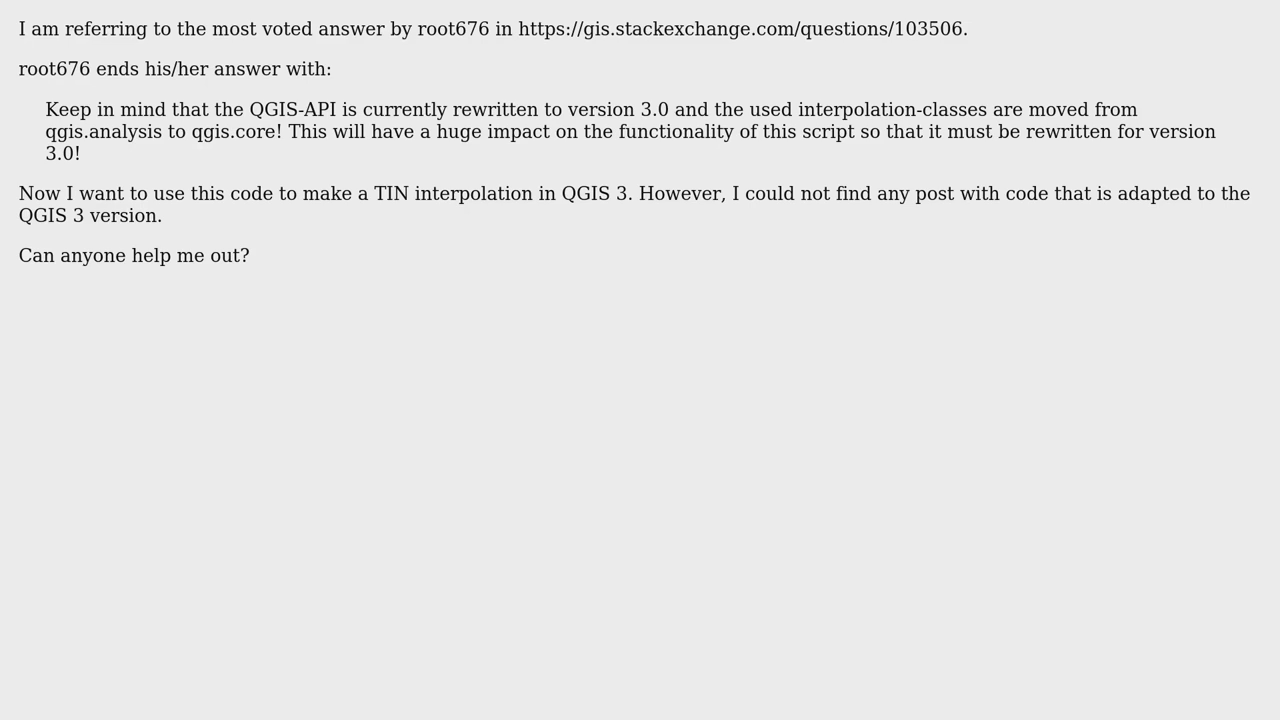 I am referring to the most voted answer by root676 in https://gis.stackexchange.com/questions/103506.
root676 ends his/her answer with:
Keep in mind that the QGIS-API is currently rewritten to version 3.0 and the used interpolation-classes are moved from
qgis.analysis to qgis.core! This will have a huge impact on the functionality of this script so that it must be rewritten for version
3.0!
Now I want to use this code to make a TIN interpolation in QGIS 3. However, I could not find any post with code that is adapted to the
QGIS 3 version.
Can anyone help me out?